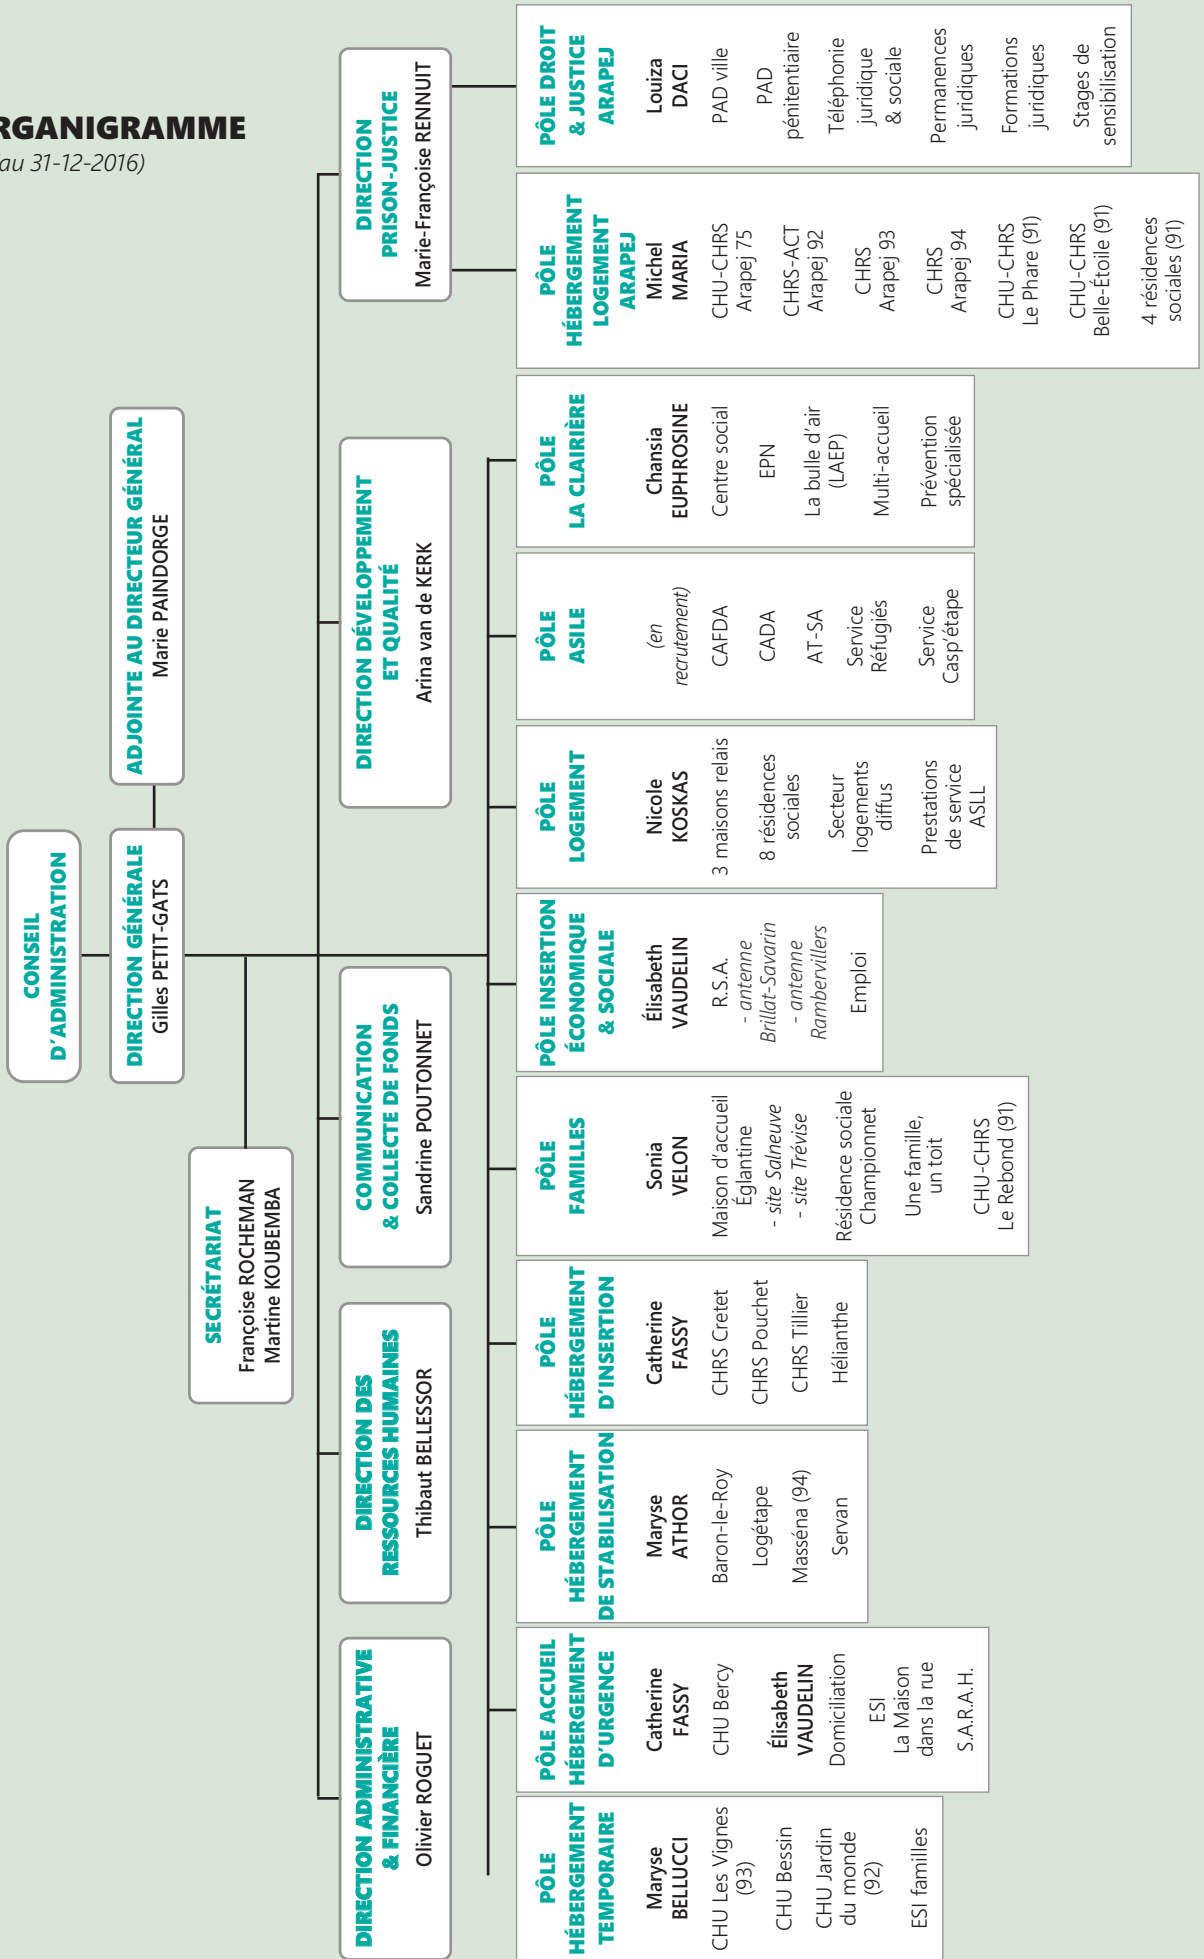 RGANIGRAMME
au 31-12-2016)
CONSEIL
D'ADMINISTRATION
DIRECTION GÉNÉRALE
Gilles PETIT-GATS
ADJOINTE AU DIRECTEUR GÉNÉRAL
Marie PAINDORGE
SECRÉTARIAT
Françoise ROCHEMAN
Martine KOUBEMBA
DIRECTION ADMINISTRATIVE
& FINANCIÈRE
Olivier ROGUET
DIRECTION DES
RESSOURCES HUMAINES
Thibaut BELLESSOR
COMMUNICATION
& COLLECTE DE FONDS
Sandrine POUTONNET
DIRECTION DÉVELOPPEMENT
ET QUALITÉ
Arina van de KERK
DIRECTION
PRISON-JUSTICE
Marie-Françoise RENNUIT
PÔLE
HÉBERGEMENT
TEMPORAIRE
Maryse
BELLUCCI
CHU Les Vignes
(93)
CHU Bessin
CHU Jardin
du monde
(92)
ESI familles
PÔLE ACCUEIL
HÉBERGEMENT
D'URGENCE
Catherine
FASSY
CHU Bercy
Élisabeth
VAUDELIN
Domiciliation
ESI
La Maison
dans la rue
S.A.R.A.H.
PÔLE
HÉBERGEMENT
DE STABILISATION
Maryse
ATHOR
Baron-le-Roy
Logétape
Masséna (94)
Servan
PÔLE
HÉBERGEMENT
D'INSERTION
Catherine
FASSY
CHRS Cretet
CHRS Pouchet
CHRS Tillier
Hélianthe
PÔLE
FAMILLES
Sonia
VELON
Maison d'accueil
Églantine
- site Salneuve
- site Trévise
Résidence sociale
Championnet
Une famille,
un toit
CHU-CHRS
Le Rebond (91)
PÔLE INSERTION
ÉCONOMIQUE
& SOCIALE
Élisabeth
VAUDELIN
R.S.A.
- antenne
Brillat-Savarin
- antenne
Rambervillers
Emploi
PÔLE
LOGEMENT
Nicole
KOSKAS
3 maisons relais
8 résidences
sociales
Secteur
logements
diffus
Prestations
de service
ASLL
PÔLE
ASILE
(en
recrutement)
CAFDA
CADA
AT-SA
Service
Réfugiés
Service
Casp'étape
PÔLE
LA CLAIRIÈRE
Chansia
EUPHROSINE
Centre social
EPN
La bulle d'air
(LAEP)
Multi-accueil
Prévention
spécialisée
PÔLE
HÉBERGEMENT
LOGEMENT
ARAPEJ
Michel
MARIA
CHU-CHRS
Arapej 75
CHRS-ACT
Arapej 92
CHRS
Arapej 93
CHRS
Arapej 94
CHU-CHRS
Le Phare (91)
CHU-CHRS
Belle-Étoile (91)
4 résidences
sociales (91)
PÔLE DROIT
& JUSTICE
ARAPEJ
Louiza
DACI
PAD ville
PAD
pénitentiaire
Téléphonie
juridique
& sociale
Permanences
juridiques
Formations
juridiques
Stages de
sensibilisation